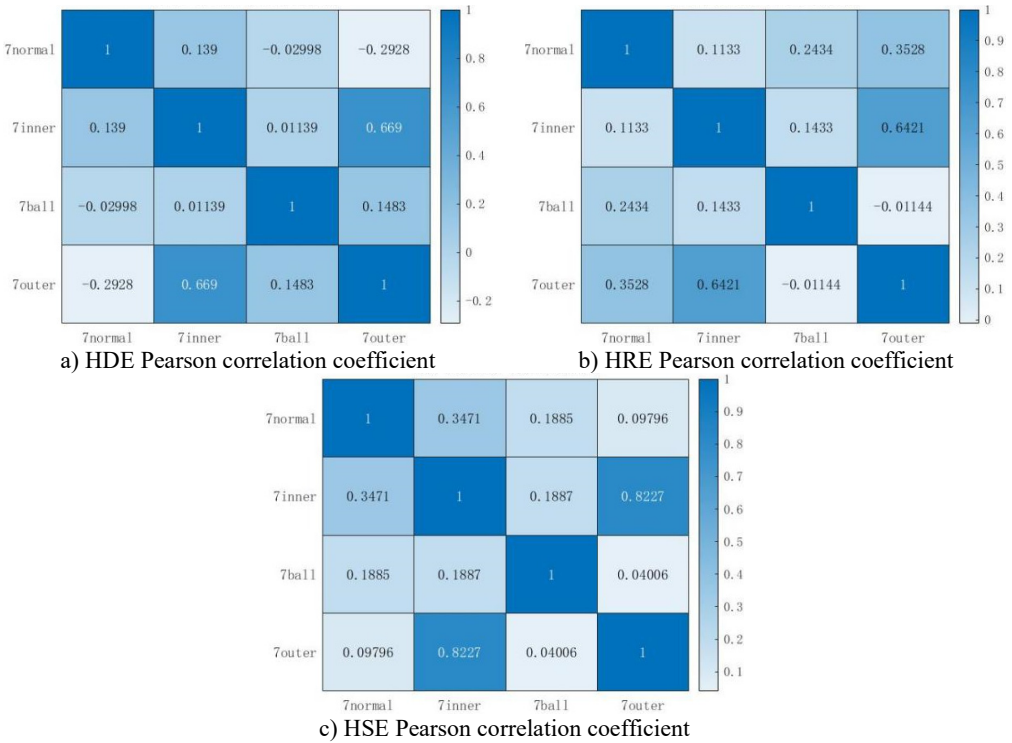 7normal 1 0.139 -0.02998 -0.2928
7inner 0.139 1 0.01139 0.669
7ball -0.02998 0.01139 1 0.1483
7outer -0.2928 0.669 0.1483 1
7normal 7inner 7ball 7outer
1
0.8
0.6
0.4
0.2
0
-0.2
a) HDE Pearson correlation coefficient
7normal 1 0.1133 0.2434 0.3528
7inner 0.1133 1 0.1433 0.6421
7ball 0.2434 0.1433 1 -0.01144
7outer 0.3528 0.6421 -0.01144 1
7normal 7inner 7ball 7outer
1
0.9
0.8
0.7
0.6
0.5
0.4
0.3
0.2
0.1
0
b) HRE Pearson correlation coefficient
7normal 1 0.3471 0.1885 0.09796
7inner 0.3471 1 0.1887 0.8227
7ball 0.1885 0.1887 1 0.04006
7outer 0.09796 0.8227 0.04006 1
7normal 7inner 7ball 7outer
1
0.9
0.8
0.7
0.6
0.5
0.4
0.3
0.2
0.1
c) HSE Pearson correlation coefficient